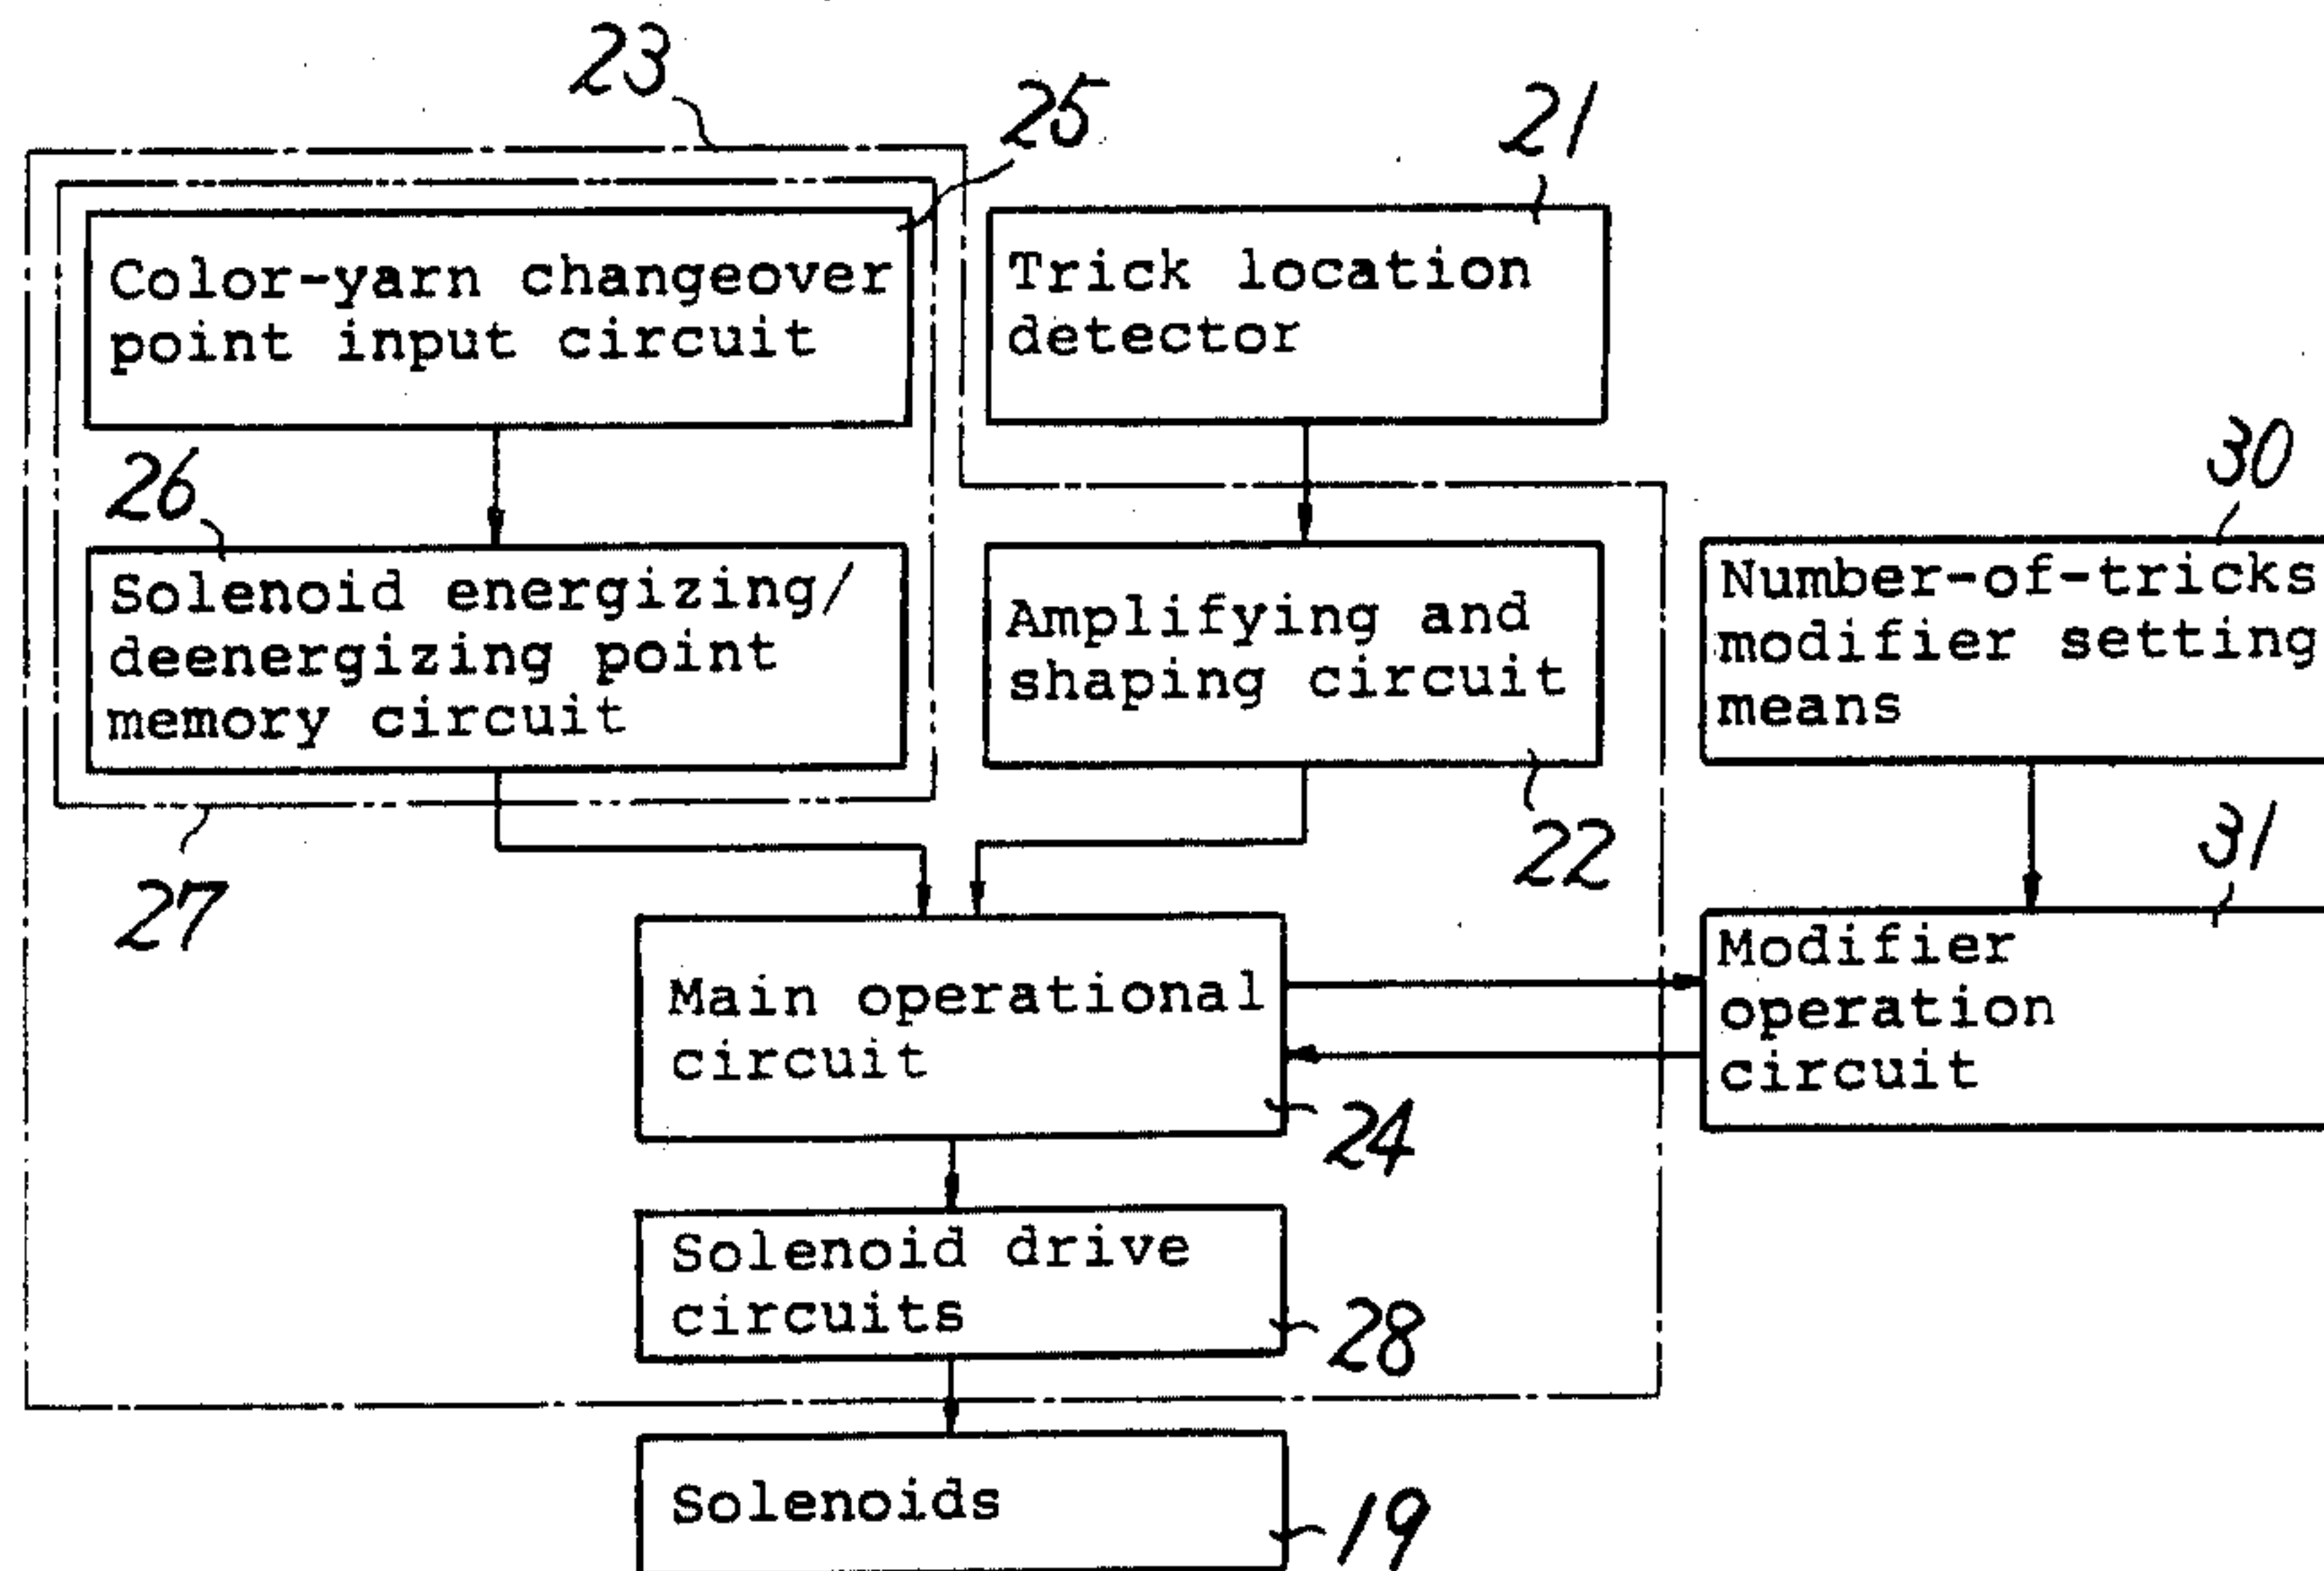 23
25
21
Color-yarn changeover
point input circuit
Trick location
detector
26
30
Solenoid energizing/
deenergizing point
memory circuit
Amplifying and
shaping circuit
Number-of-tricks
modifier setting
means
27
22
31
Main operational
circuit
Modifier
operation
circuit
24
Solenoid drive
circuits
28
Solenoids
19